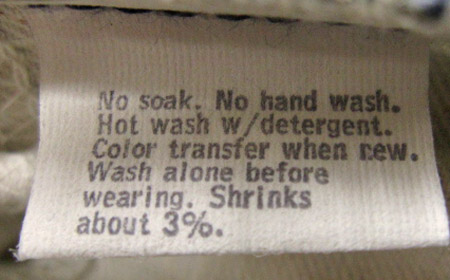 No soak. No hand wash.
Hot wash w/detergent.
Color transfer when new.
Wash alone before
wearing. Shrinks
about 3%.